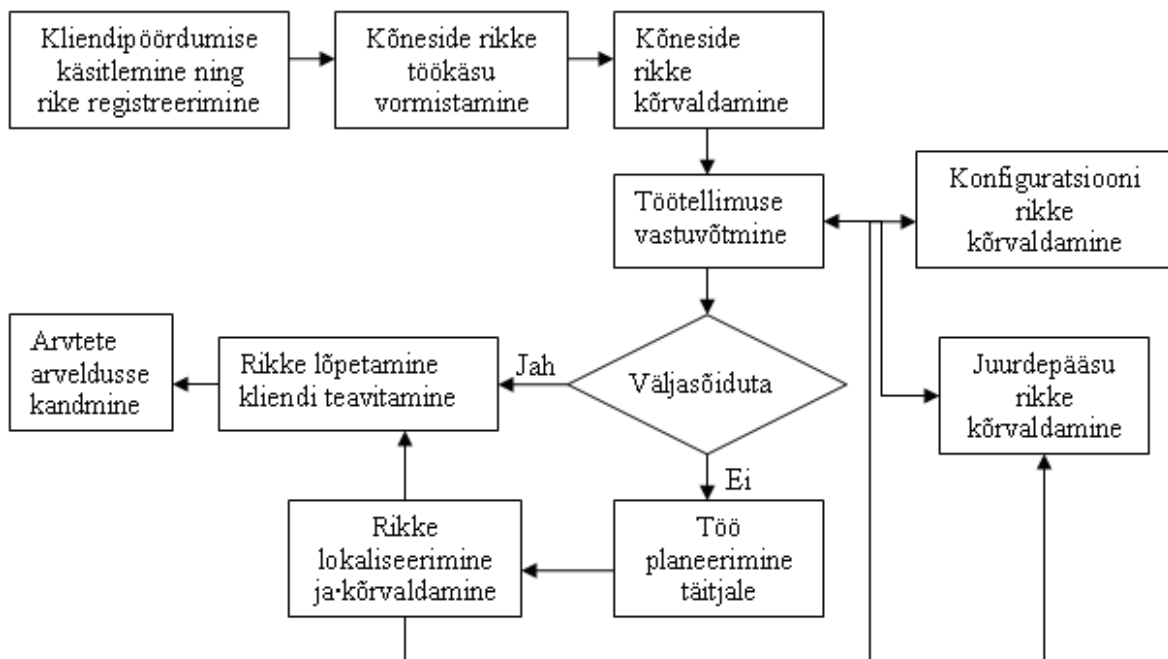 Kliendipöördumise
käsitlemine ning
rike registreerimine
Kõneside rikke
töökäsu
vormistamine
Kõneside
rikke
kõrvaldamine
Töötellimuse
vastuvõtmine
Konfiguratsiooni
rikke
kõrvaldamine
Arvtete
arveldusse
kandmine
Rikke lõpetamine
kliendi teavitamine
Jah
Väljasõiduta
Juurdepääsu
rikke
kõrvaldamine
Ei
Rikke
lokaliseerimine
ja-kõrvaldamine
Töö
planeerimine
täitjale